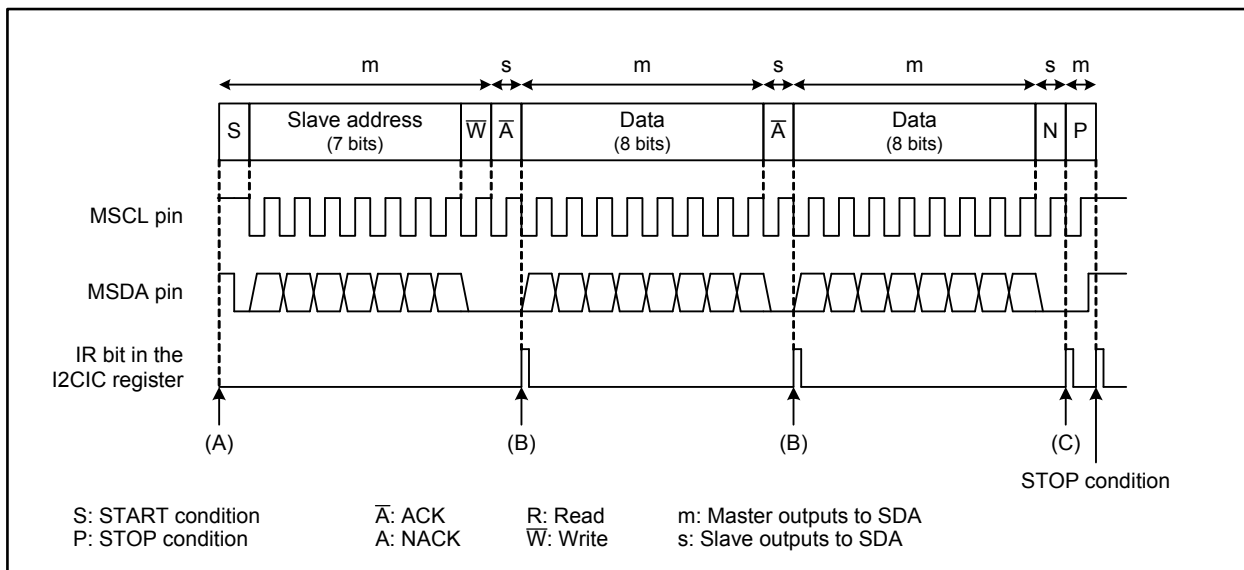 m s m s m s m
S Slave address (7 bits) W̅ A̅ Data (8 bits) A̅ Data (8 bits) N P
MSCL pin
MSDA pin
IR bit in the
I2CIC register
(A) (B) (B) (C)
STOP condition
S: START condition A̅: ACK R: Read m: Master outputs to SDA
P: STOP condition A: NACK W̅: Write s: Slave outputs to SDA